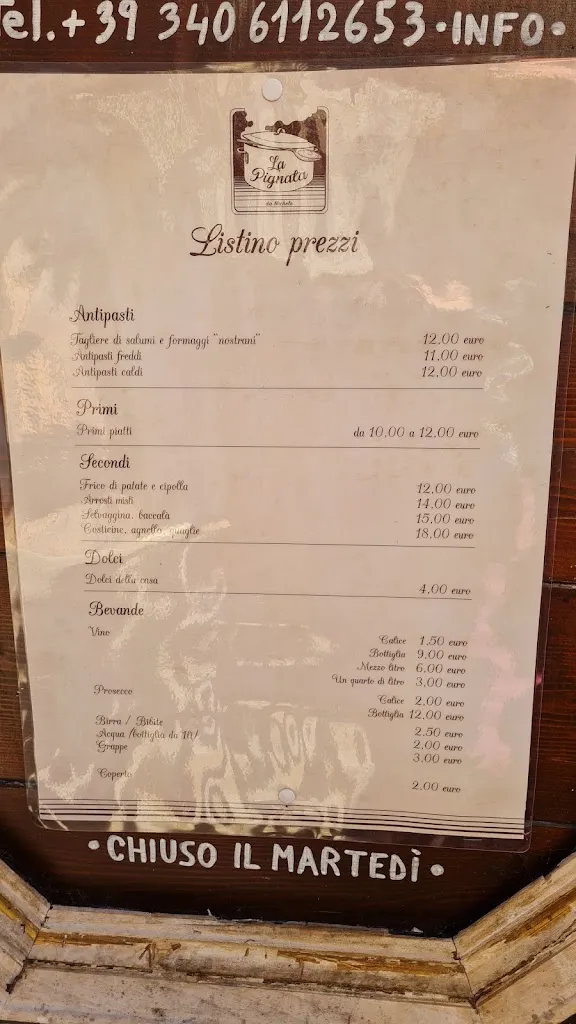 Tel. +39 340 6112653 • INFO •
La
Pignata
da Michele
Listino prezzi
Antipasti
Tagliere di salumi e formaggi "nostrani" 12,00 euro
Antipasti freddi 11,00 euro
Antipasti caldi 12,00 euro
Primi
Primi piatti da 10,00 a 12,00 euro
Secondi
Frico di patate e cipolla 12,00 euro
Arrosti misti 14,00 euro
Selvaggina, baccalà 15,00 euro
Costicine, agnello, quaglie 18,00 euro
Dolci
Dolci della casa 4,00 euro
Bevande
Vino Calice 1,50 euro
Bottiglia 9,00 euro
Mezzo litro 6,00 euro
Un quarto di litro 3,00 euro
Prosecco Calice 2,00 euro
Bottiglia 12,00 euro
Birra / Bibite 2,50 euro
Acqua (bottiglia da 1lt) 2,00 euro
Grappe 3,00 euro
Coperto 2,00 euro
• CHIUSO IL MARTEDÌ •